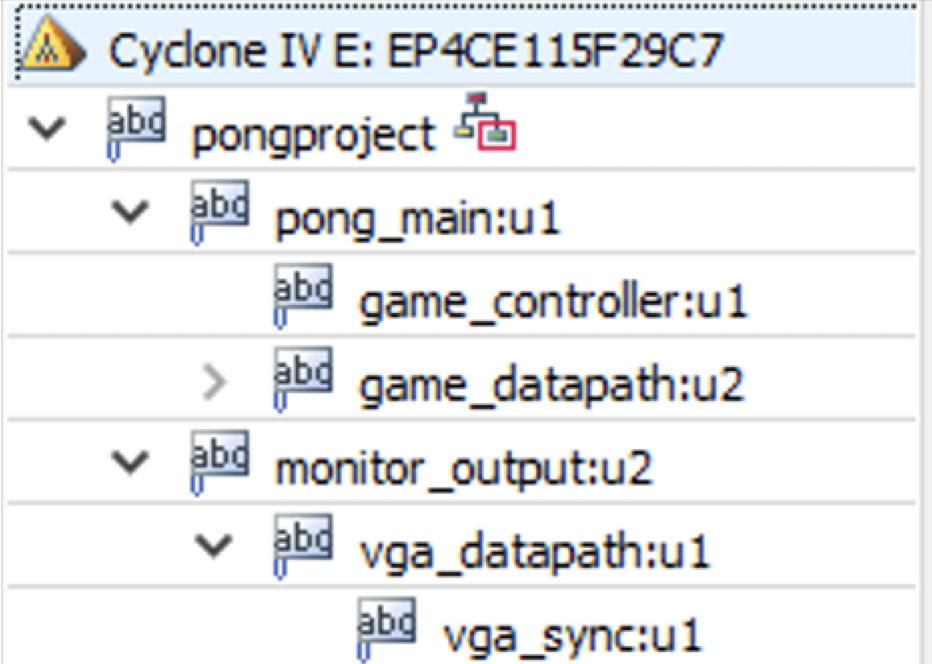 Cyclone IV E: EP4CE115F29C7
abd pongproject
abd pong_main:u1
abd game_controller:u1
abd game_datapath:u2
abd monitor_output:u2
abd vga_datapath:u1
abd vga_sync:u1